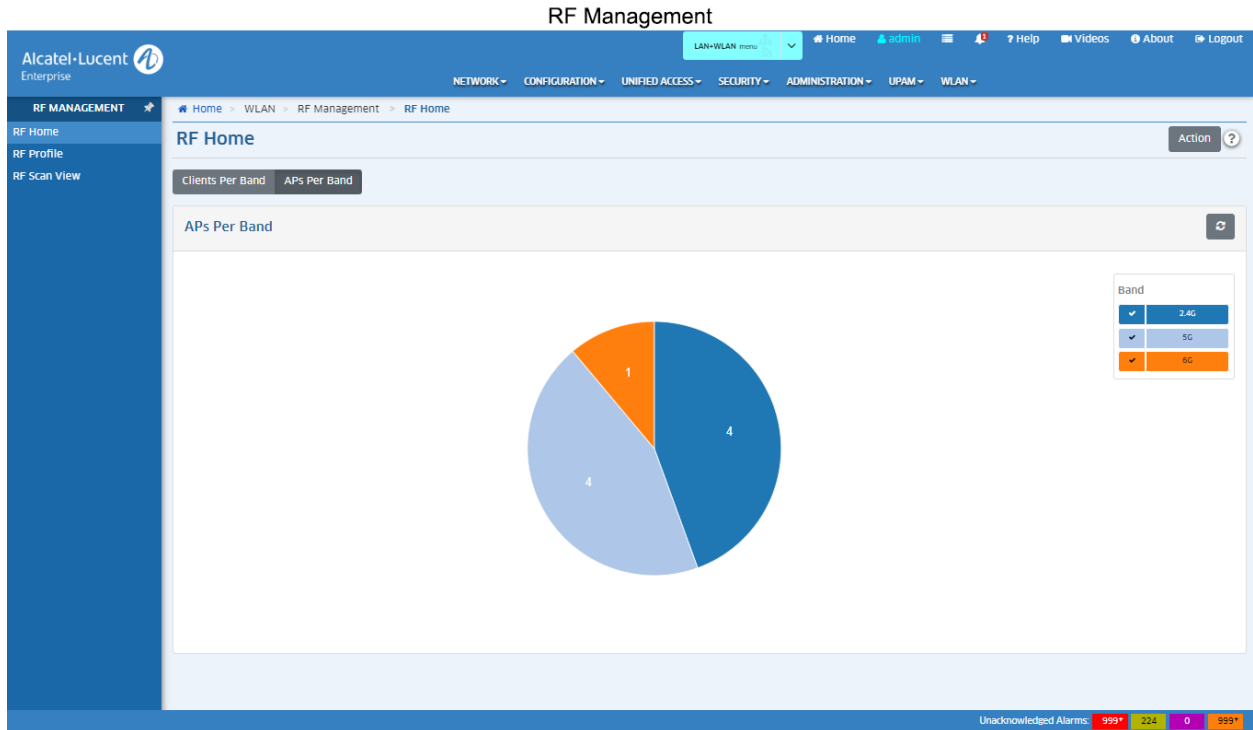 RF Management
Alcatel·Lucent
Enterprise
LAN+WLAN menu
Home
admin
1
? Help
Videos
About
Logout
NETWORK
CONFIGURATION
UNIFIED ACCESS
SECURITY
ADMINISTRATION
UPAM
WLAN
RF MANAGEMENT
Home > WLAN > RF Management > RF Home
RF Home
RF Profile
RF Scan View
RF Home
Action
?
Clients Per Band
APs Per Band
APs Per Band
Band
2.4G
5G
6G
1
4
4
Unacknowledged Alarms: 999+ 224 0 999+